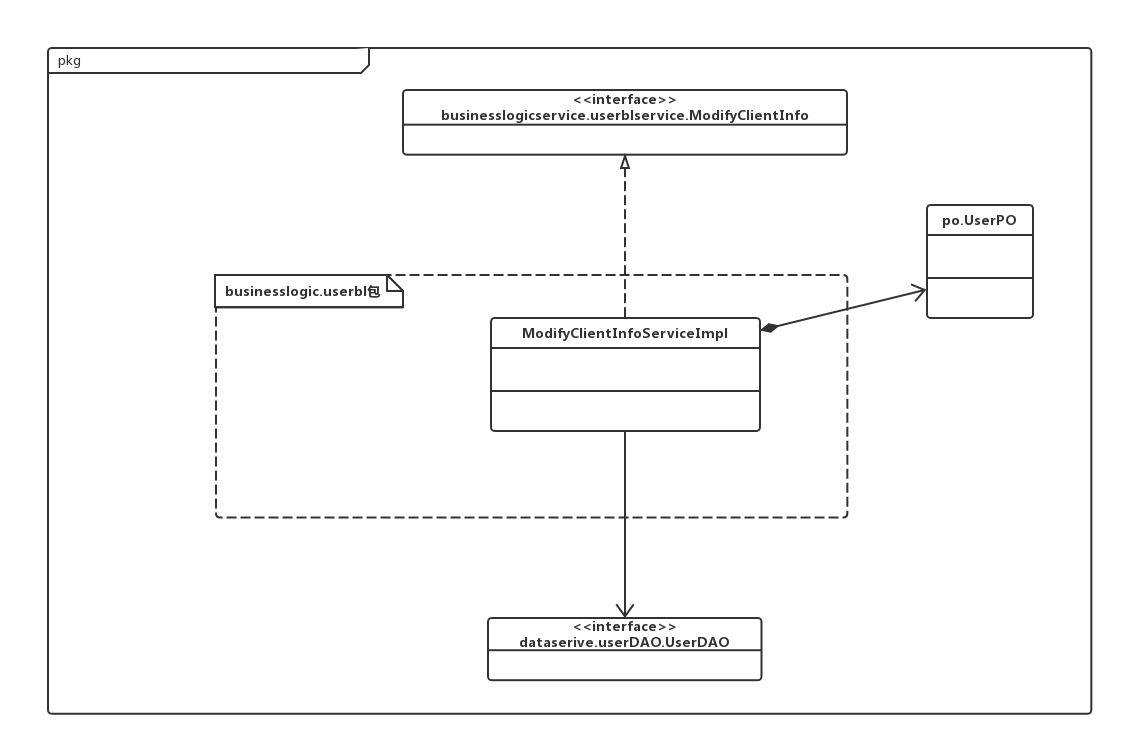 pkg
<<interface>>
businesslogicservice.userblservice.ModifyClientInfo
po.UserPO
businesslogic.userbl包
ModifyClientInfoServiceImpl
<<interface>>
dataserive.userDAO.UserDAO